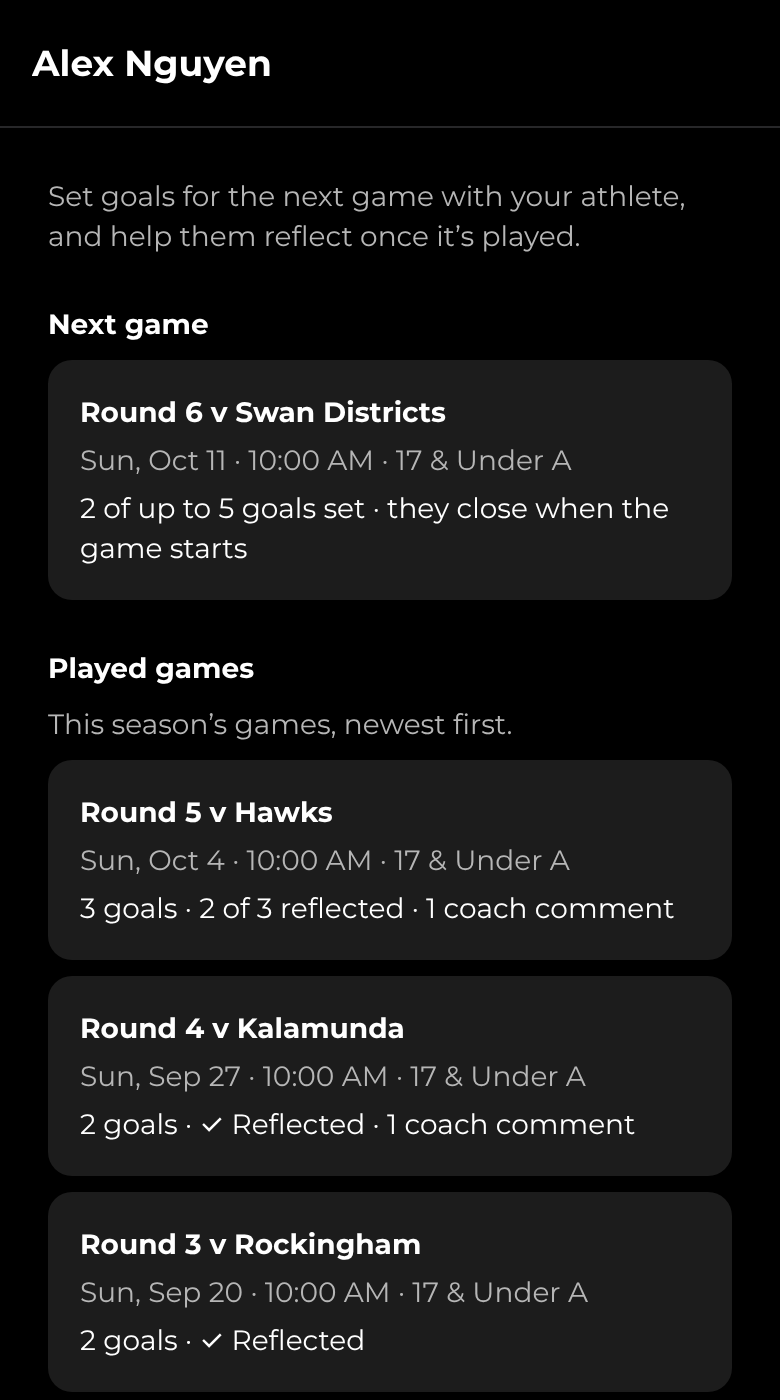 Alex Nguyen
Set goals for the next game with your athlete,
and help them reflect once it’s played.
Next game
Round 6 v Swan Districts
Sun, Oct 11 · 10:00 AM · 17 & Under A
2 of up to 5 goals set · they close when the
game starts
Played games
This season’s games, newest first.
Round 5 v Hawks
Sun, Oct 4 · 10:00 AM · 17 & Under A
3 goals · 2 of 3 reflected · 1 coach comment
Round 4 v Kalamunda
Sun, Sep 27 · 10:00 AM · 17 & Under A
2 goals · ✓ Reflected · 1 coach comment
Round 3 v Rockingham
Sun, Sep 20 · 10:00 AM · 17 & Under A
2 goals · ✓ Reflected